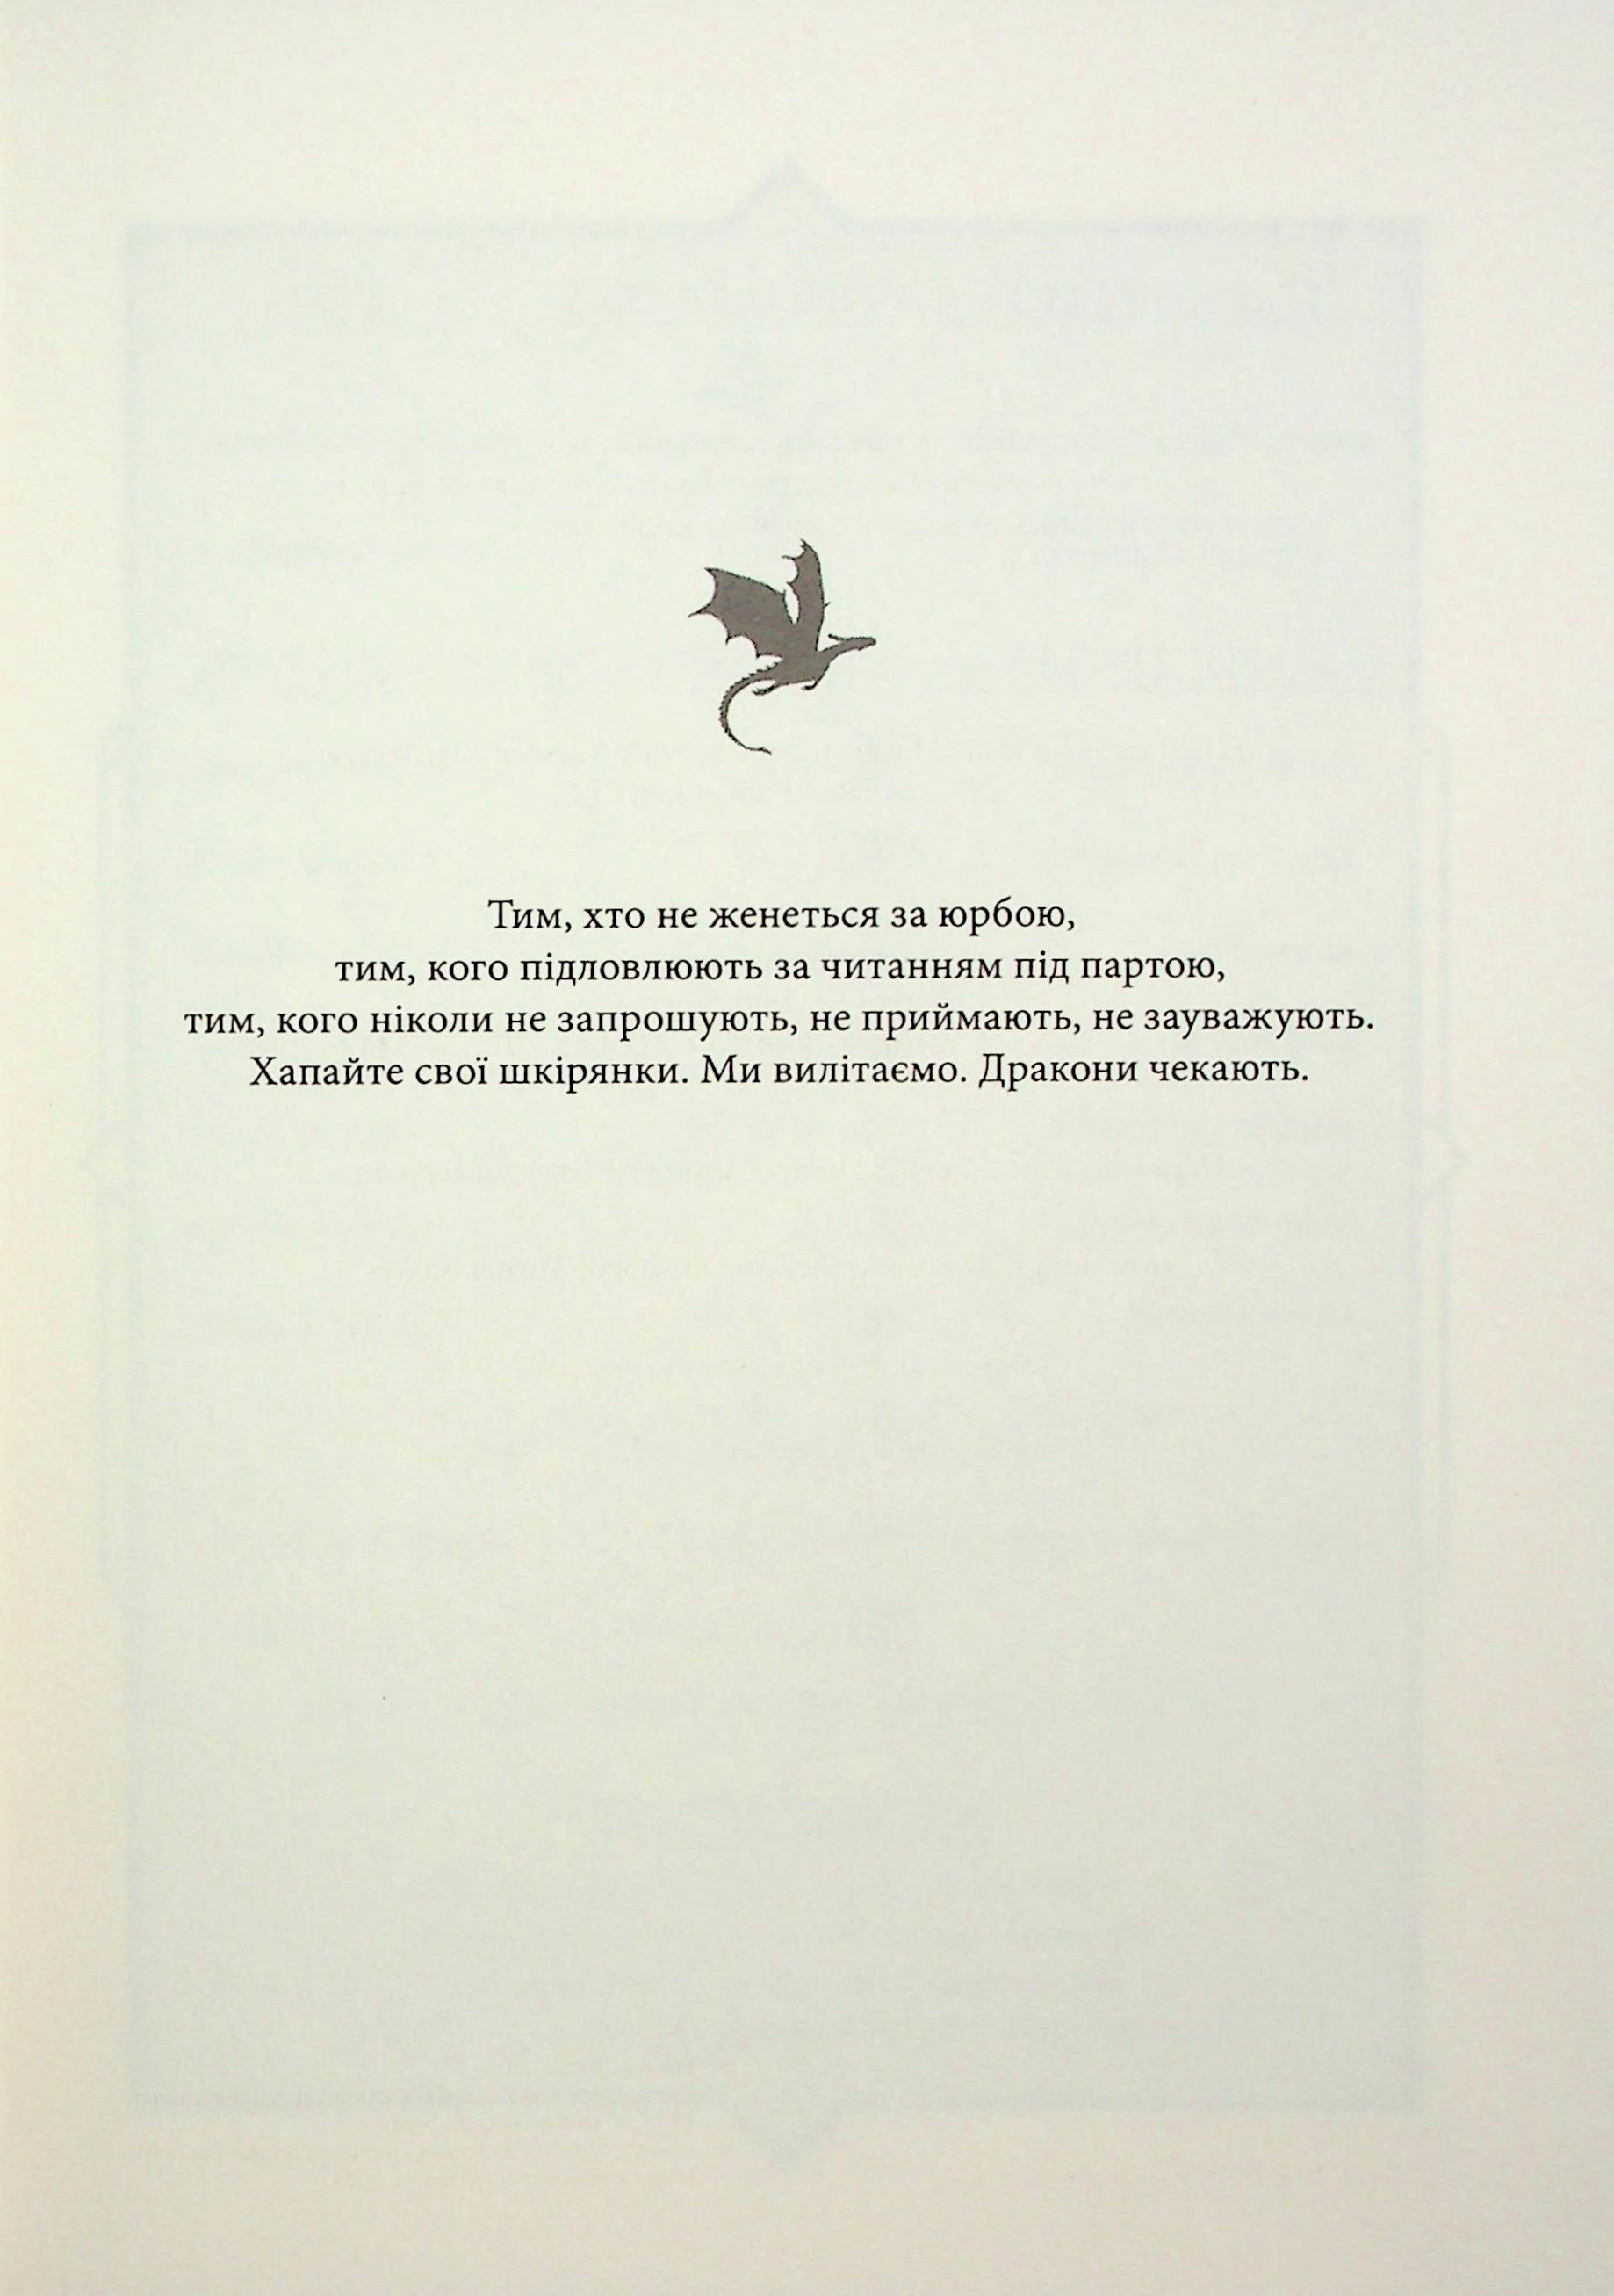 Тим, хто не женеться за юрбою,
тим, кого підловлюють за читанням під партою,
тим, кого ніколи не запрошують, не приймають, не зауважують.
Хапайте свої шкірянки. Ми вилітаємо. Дракони чекають.